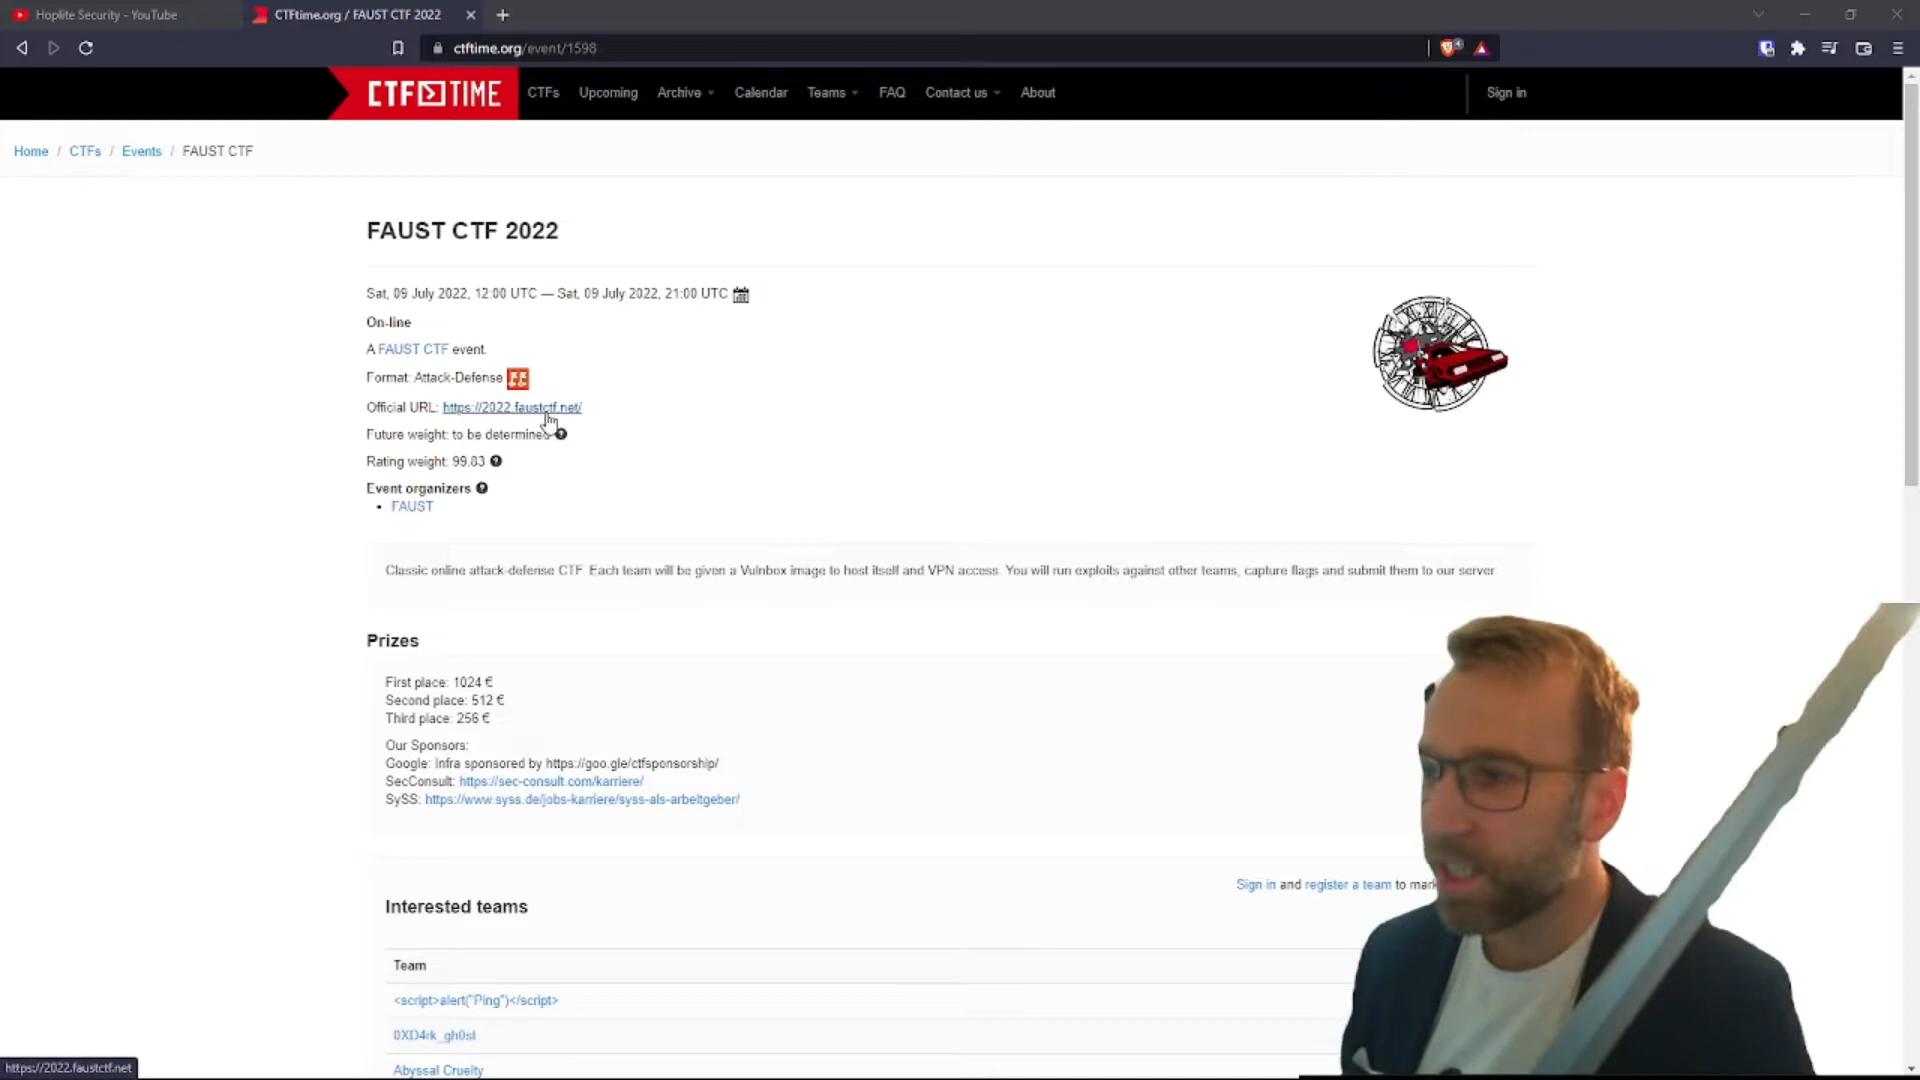 Hoplite Security - YouTube
CTFtime.org / FAUST CTF 2022
ctftime.org/event/1598
CTF TIME
CTFs
Upcoming
Archive
Calendar
Teams
FAQ
Contact us
About
Sign in
Home / CTFs / Events / FAUST CTF
FAUST CTF 2022
Sat, 09 July 2022, 12:00 UTC — Sat, 09 July 2022, 21:00 UTC
On-line
A FAUST CTF event.
Format: Attack-Defense
Official URL: https://2022.faustctf.net/
Future weight: to be determined
Rating weight: 99.83
Event organizers
• FAUST
Classic online attack-defense CTF. Each team will be given a Vulnbox image to host itself and VPN access. You will run exploits against other teams, capture flags and submit them to our server.
Prizes
First place: 1024 €
Second place: 512 €
Third place: 256 €
Our Sponsors:
Google: Infra sponsored by https://goo.gle/ctfsponsorship/
SecConsult: https://sec-consult.com/karriere/
SySS: https://www.syss.de/jobs-karriere/syss-als-arbeitgeber/
Sign in and register a team to mark
Interested teams
Team
<script>alert("Ping")</script>
0XD4rk_gh0st
Abyssal Cruelty
https://2022.faustctf.net